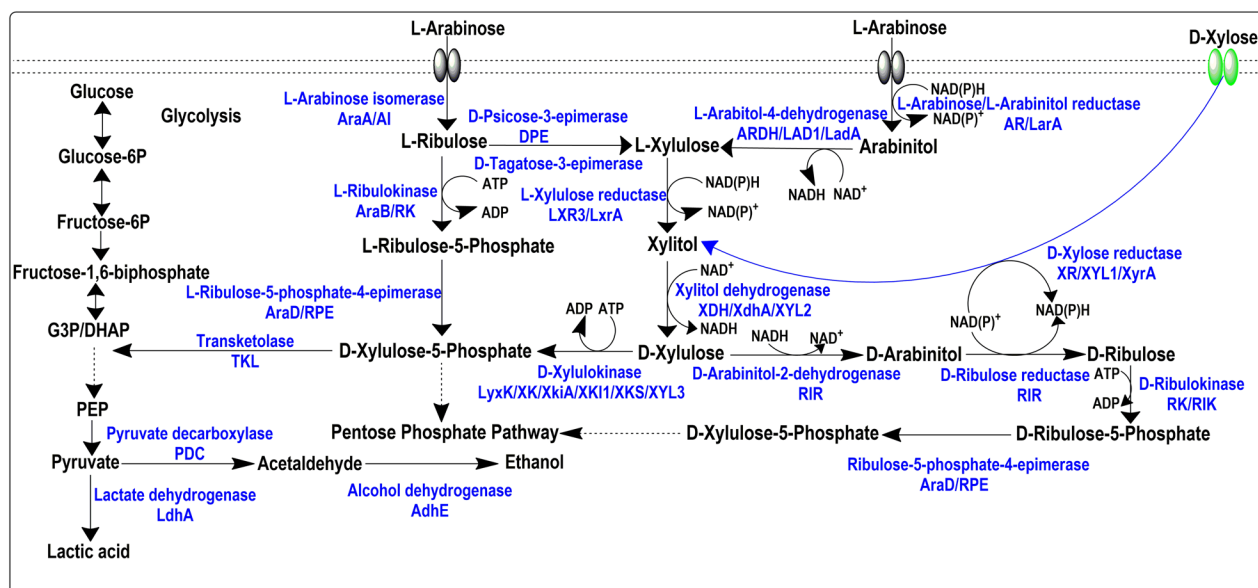 L-Arabinose
L-Arabinose
D-Xylose
Glucose
Glycolysis
L-Arabinose isomerase
AraA/AI
D-Psicose-3-epimerase
DPE
L-Arabitol-4-dehydrogenase
ARDH/LAD1/LadA
NAD(P)H
NAD(P)+
L-Arabinose/L-Arabinitol reductase
AR/LarA
Glucose-6P
L-Ribulose
L-Xylulose
Arabinitol
D-Tagatose-3-epimerase
L-Ribulokinase
AraB/RK
ATP
ADP
L-Xylulose reductase
LXR3/LxrA
NAD(P)H
NAD(P)+
NADH
NAD+
Fructose-6P
L-Ribulose-5-Phosphate
Xylitol
Fructose-1,6-biphosphate
NAD+
Xylitol dehydrogenase
XDH/XdhA/XYL2
NADH
D-Xylose reductase
XR/XYL1/XyrA
L-Ribulose-5-phosphate-4-epimerase
AraD/RPE
ADP
ATP
NAD(P)+
NAD(P)H
G3P/DHAP
Transketolase
TKL
D-Xylulose-5-Phosphate
D-Xylulose
NADH
NAD+
D-Arabinitol
D-Ribulose
D-Xylulokinase
LyxK/XK/XkiA/XKI1/XKS/XYL3
D-Arabinitol-2-dehydrogenase
RIR
D-Ribulose reductase
RIR
ATP
ADP
D-Ribulokinase
RK/RIK
PEP
Pentose Phosphate Pathway
D-Xylulose-5-Phosphate
D-Ribulose-5-Phosphate
Pyruvate decarboxylase
PDC
Pyruvate
Acetaldehyde
Ethanol
Ribulose-5-phosphate-4-epimerase
AraD/RPE
Lactate dehydrogenase
LdhA
Alcohol dehydrogenase
AdhE
Lactic acid